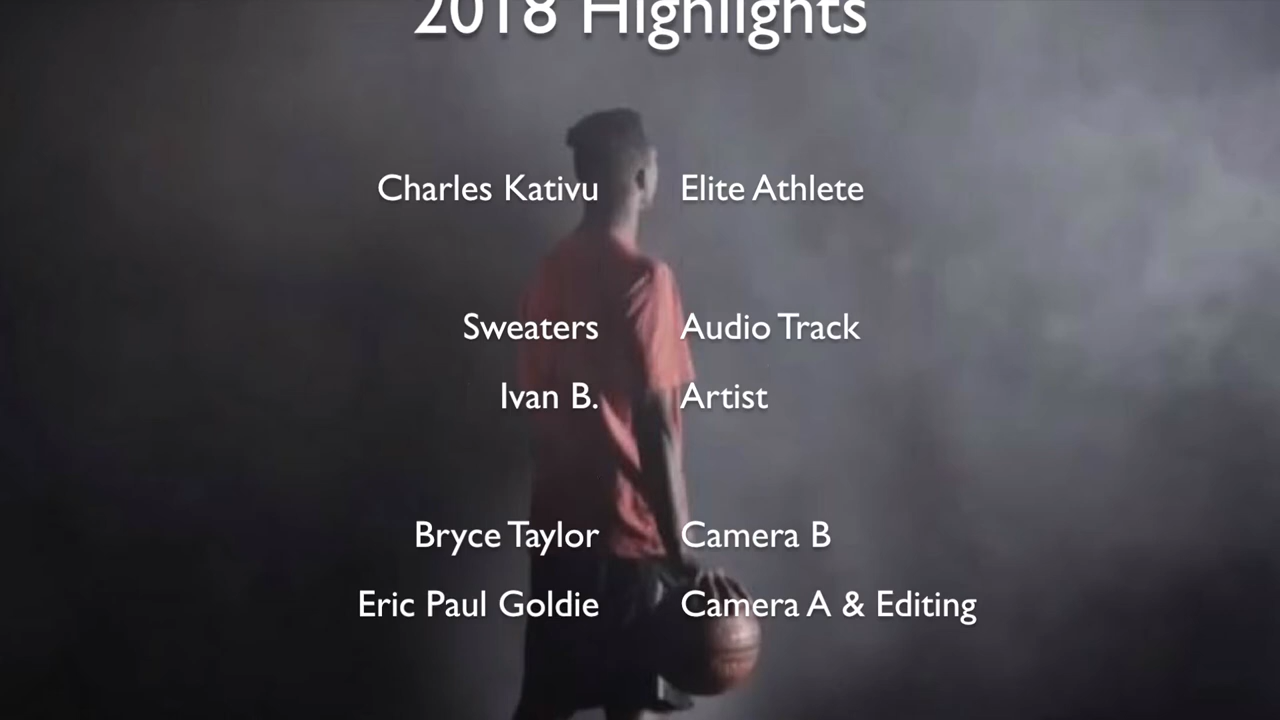 2018 Highlights
Charles Kativu Elite Athlete
Sweaters Audio Track
Ivan B. Artist
Bryce Taylor Camera B
Eric Paul Goldie Camera A & Editing